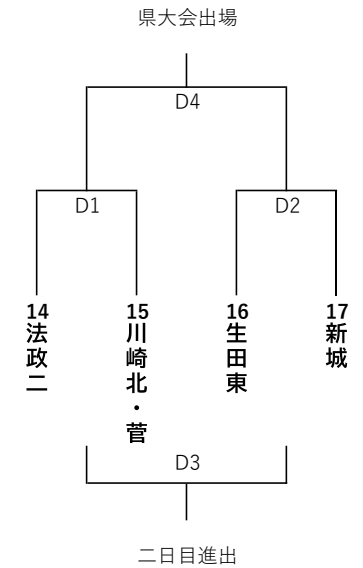 県大会出場
D4
D1
D2
14
法政二
15
川崎北・菅
16
生田東
17
新城
D3
二日目進出